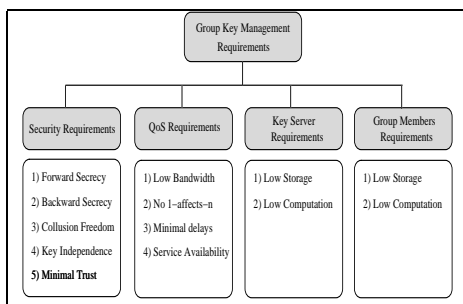 Group Key Management
Requirements
Security Requirements
1) Forward Secrecy
2) Backward Secrecy
3) Collusion Freedom
4) Key Independence
5) Minimal Trust
QoS Requirements
1) Low Bandwidth
2) No 1-affects-n
3) Minimal delays
4) Service Availability
Key Server
Requirements
1) Low Storage
2) Low Computation
Group Members
Requirements
1) Low Storage
2) Low Computation